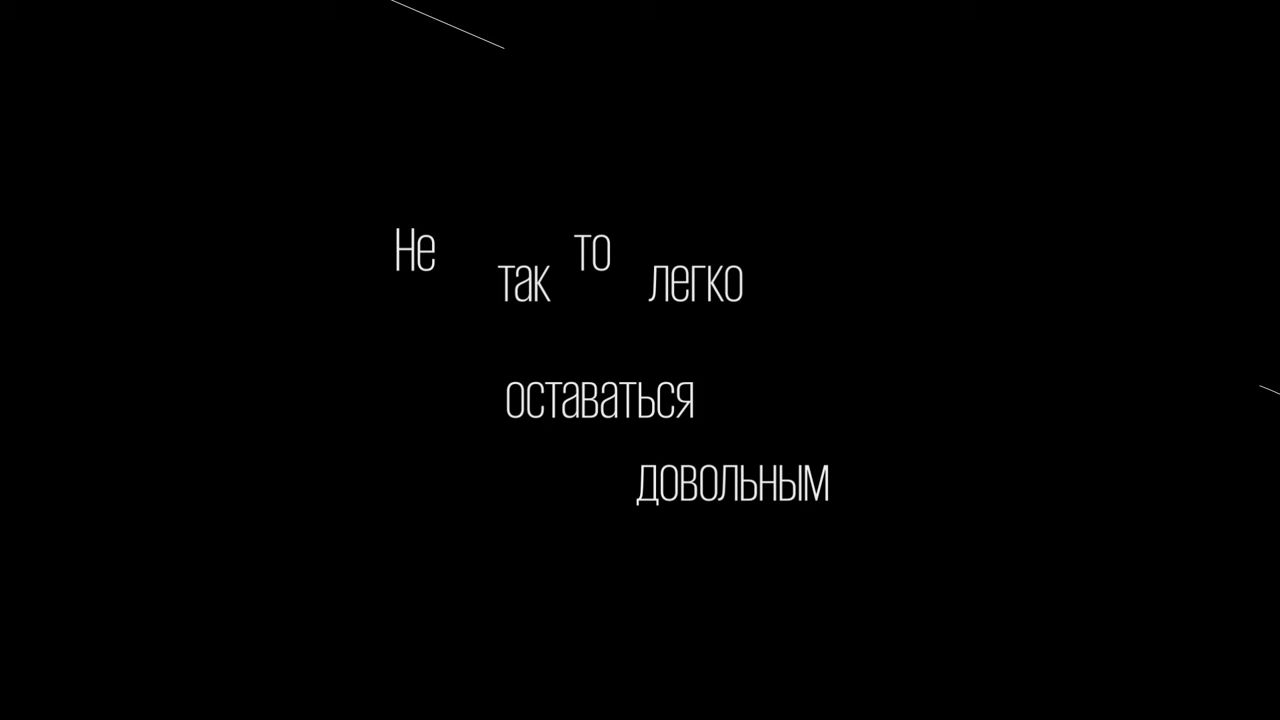 Не так то легко
оставаться
довольным